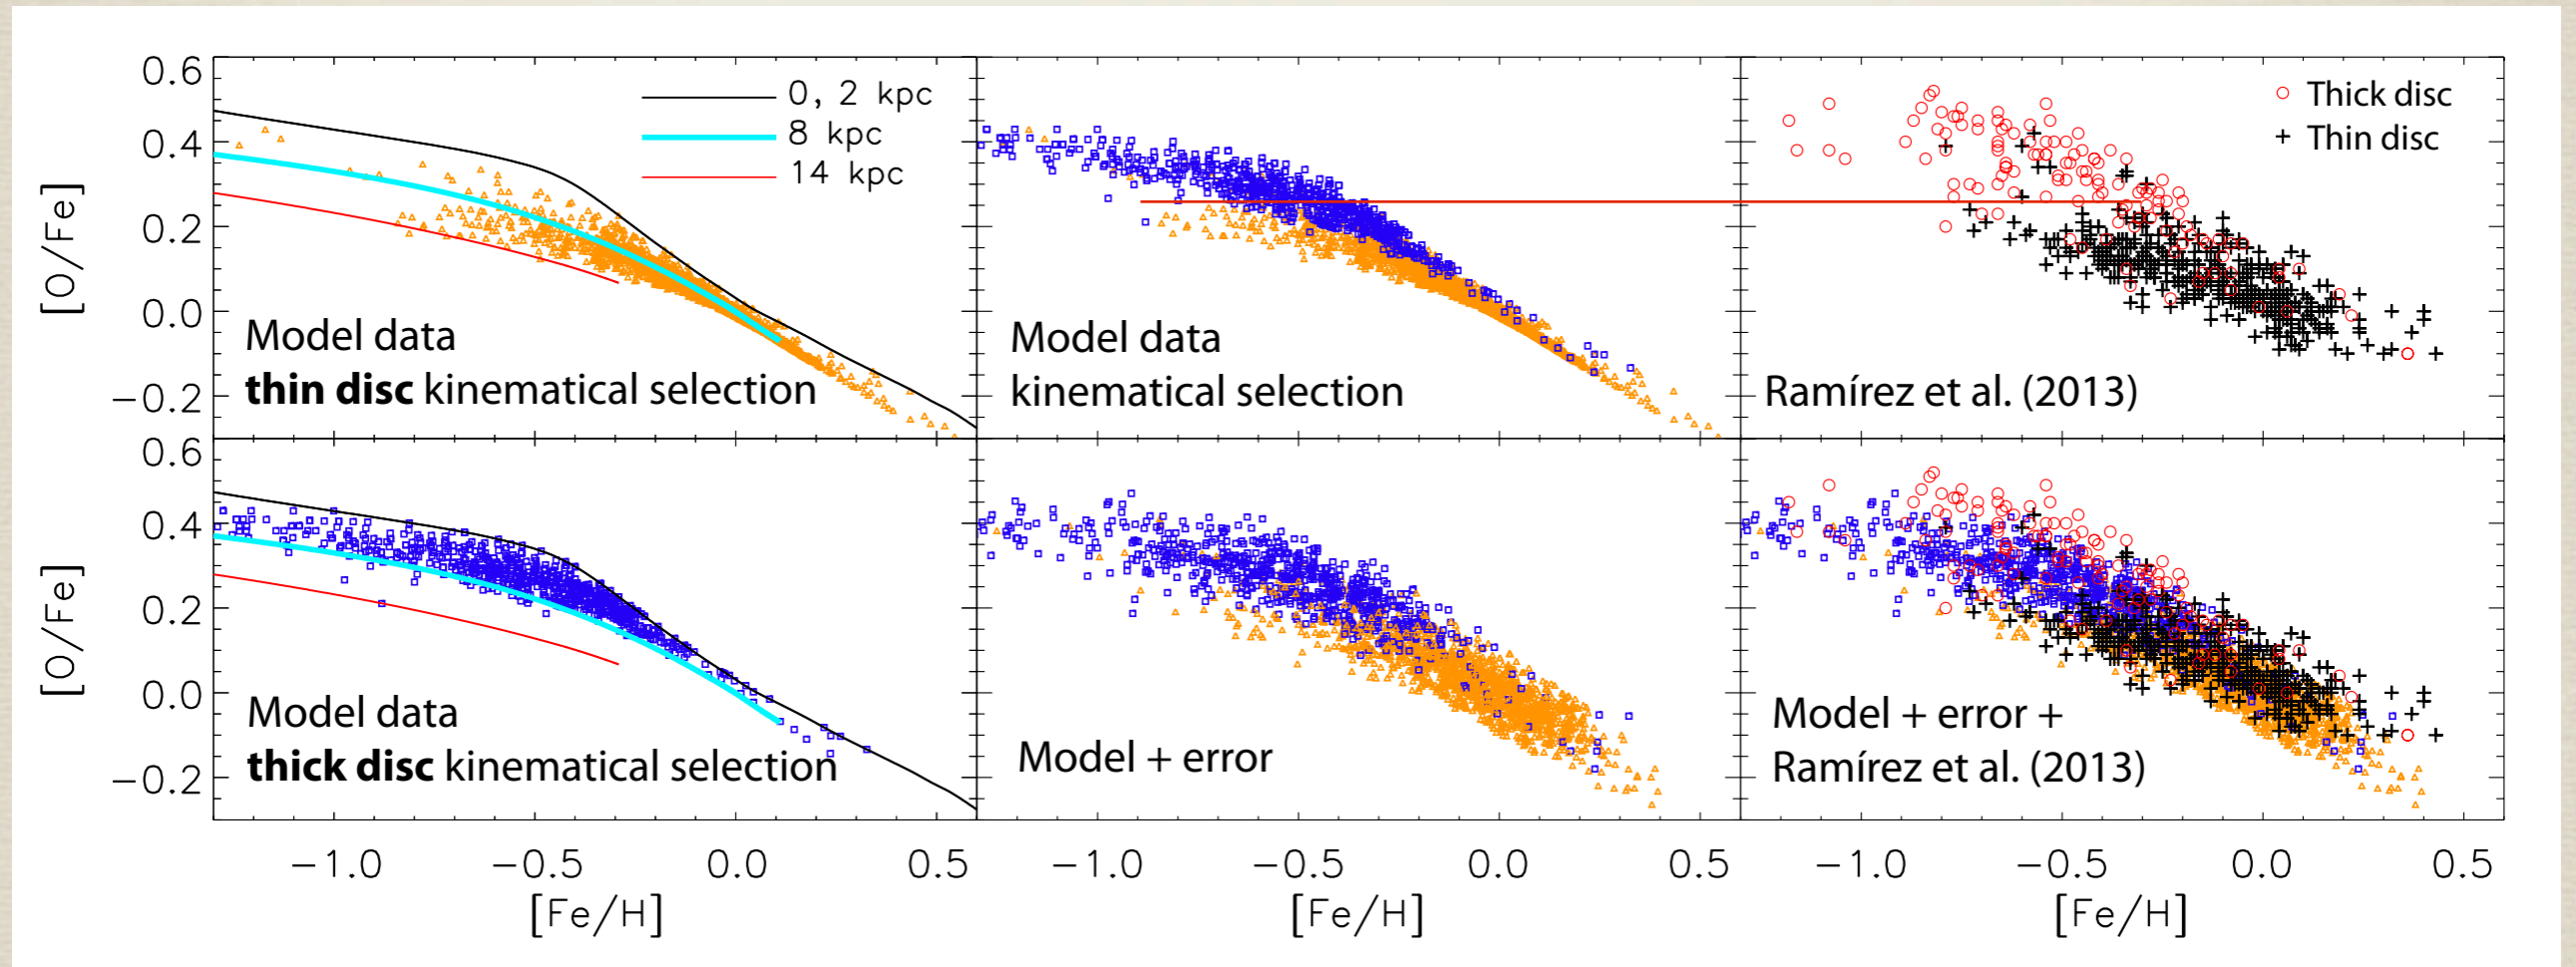 0.6
0.4
0.2
0.0
−0.2
[O/Fe]
0, 2 kpc
8 kpc
14 kpc
Model data
thin disc kinematical selection
Model data
kinematical selection
Thick disc
Thin disc
Ramírez et al. (2013)
0.6
0.4
0.2
0.0
−0.2
[O/Fe]
Model data
thick disc kinematical selection
Model + error
Model + error +
Ramírez et al. (2013)
−1.0 −0.5 0.0 0.5
−1.0 −0.5 0.0 0.5
−1.0 −0.5 0.0 0.5
[Fe/H]
[Fe/H]
[Fe/H]